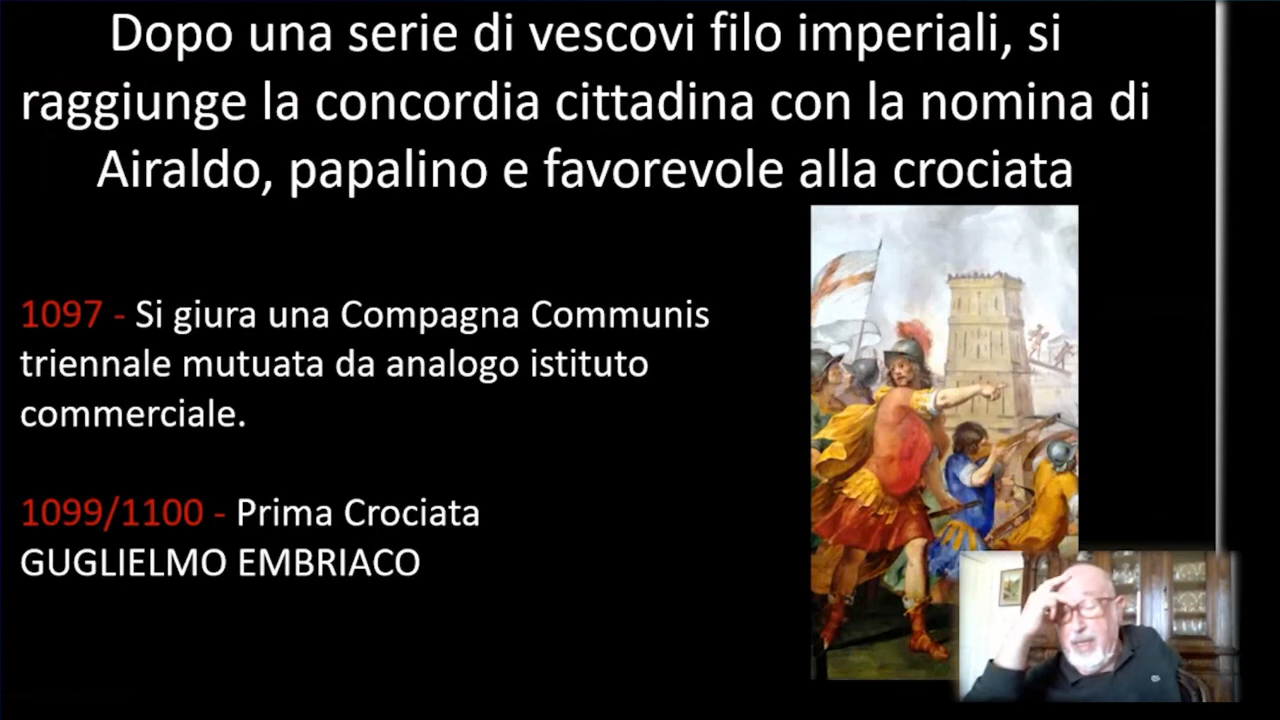 Dopo una serie di vescovi filo imperiali, si
raggiunge la concordia cittadina con la nomina di
Airaldo, papalino e favorevole alla crociata
1097 - Si giura una Compagna Communis
triennale mutuata da analogo istituto
commerciale.
1099/1100 - Prima Crociata
GUGLIELMO EMBRIACO